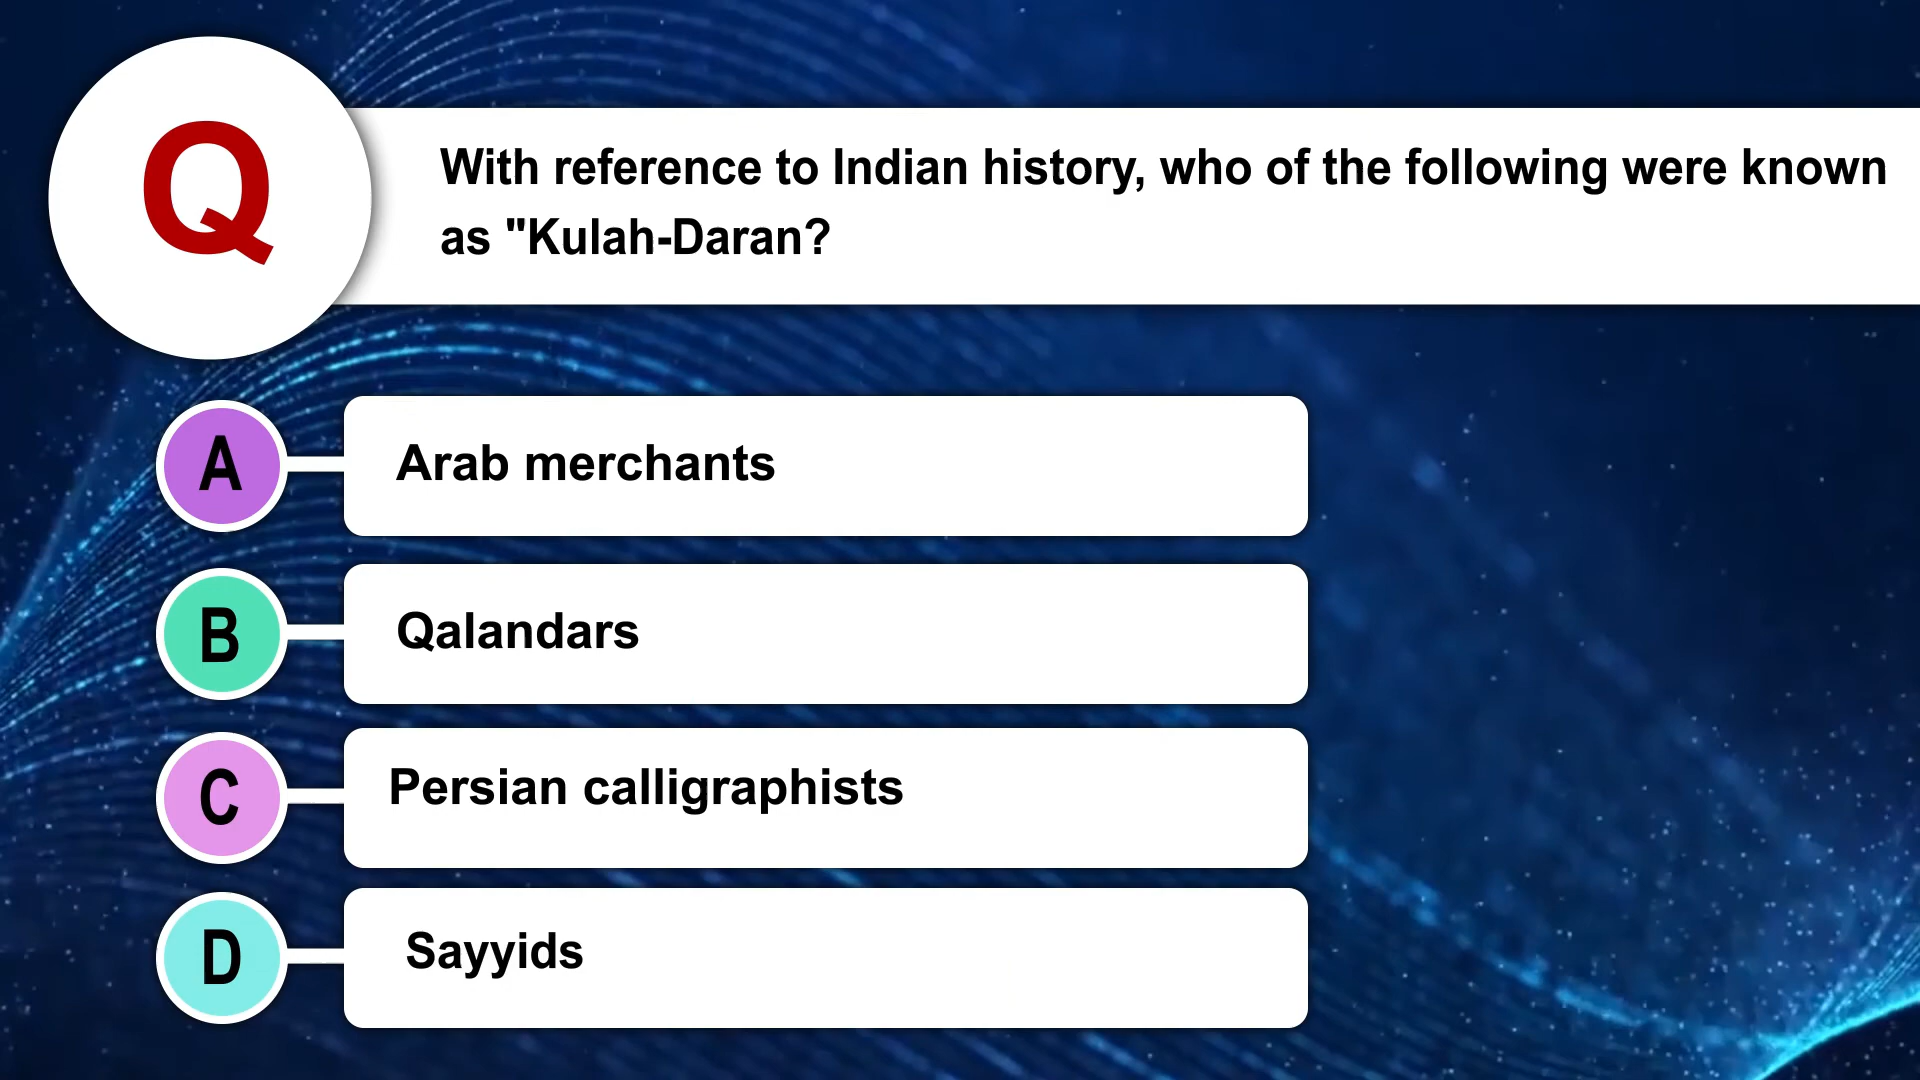 Q
With reference to Indian history, who of the following were known
as "Kulah-Daran?
A
Arab merchants
B
Qalandars
C
Persian calligraphists
D
Sayyids